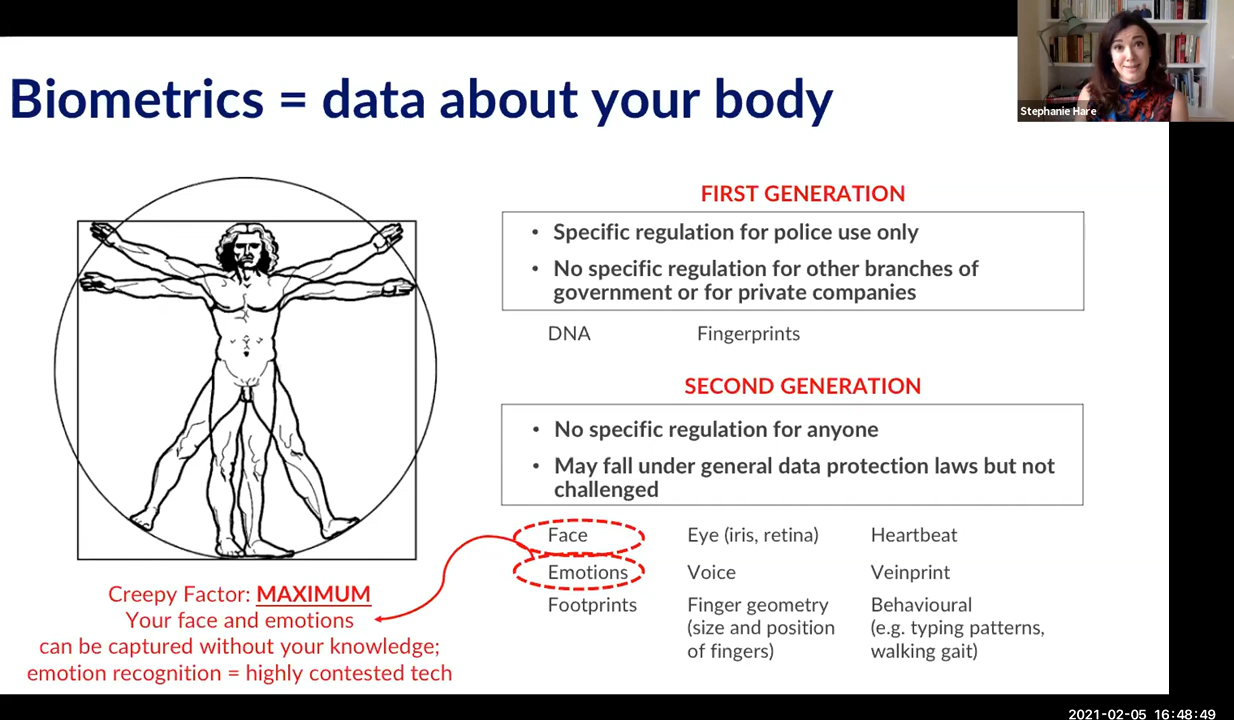 Biometrics = data about your body
Stephanie Hare
FIRST GENERATION
• Specific regulation for police use only
• No specific regulation for other branches of
government or for private companies
DNA Fingerprints
SECOND GENERATION
• No specific regulation for anyone
• May fall under general data protection laws but not
challenged
Face Eye (iris, retina) Heartbeat
Emotions Voice Veinprint
Footprints Finger geometry Behavioural
(size and position (e.g. typing patterns,
of fingers) walking gait)
Creepy Factor: MAXIMUM
Your face and emotions
can be captured without your knowledge;
emotion recognition = highly contested tech
2021-02-05 16:48:49